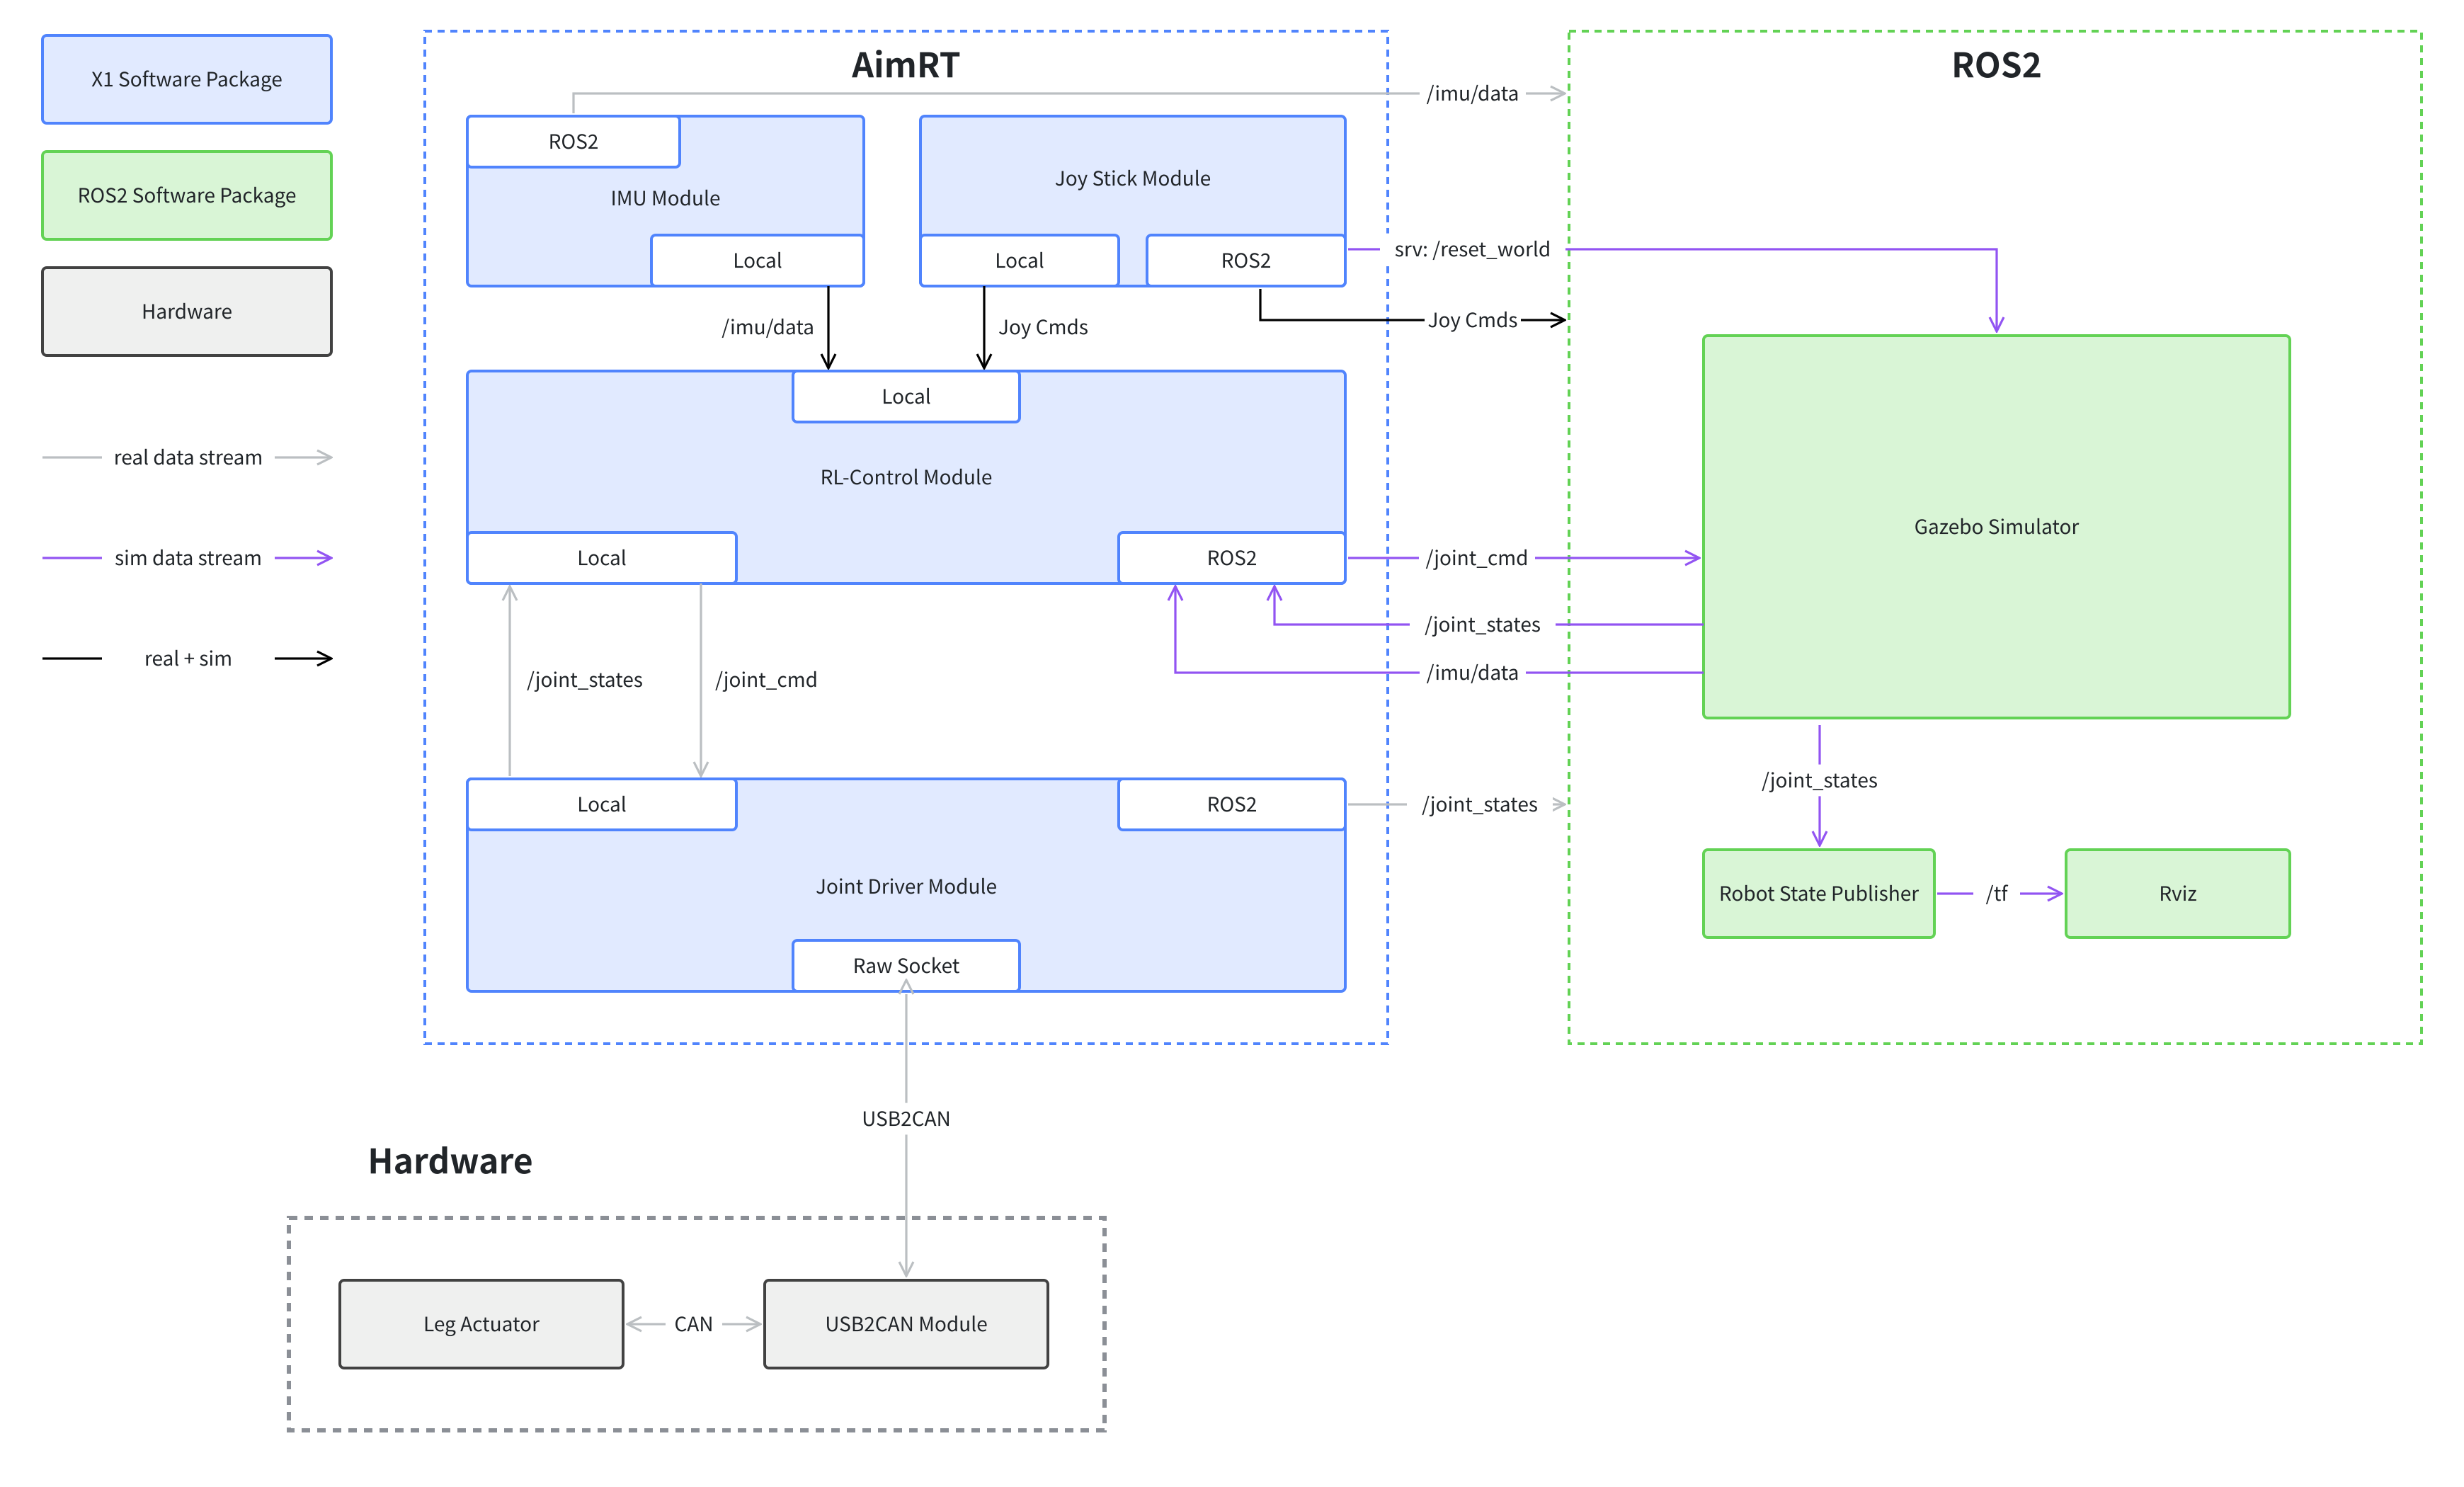 X1 Software Package
ROS2 Software Package
Hardware
real data stream
sim data stream
real + sim
AimRT
ROS2
IMU Module
Local
/imu/data
Joy Stick Module
Local
ROS2
srv: /reset_world
Joy Cmds
/imu/data
Joy Cmds
Local
RL-Control Module
Local
ROS2
/joint_cmd
/joint_states
/imu/data
/joint_states
/joint_cmd
Local
ROS2
/joint_states
Joint Driver Module
Raw Socket
USB2CAN
ROS2
Gazebo Simulator
/joint_states
Robot State Publisher
/tf
Rviz
Hardware
Leg Actuator
CAN
USB2CAN Module